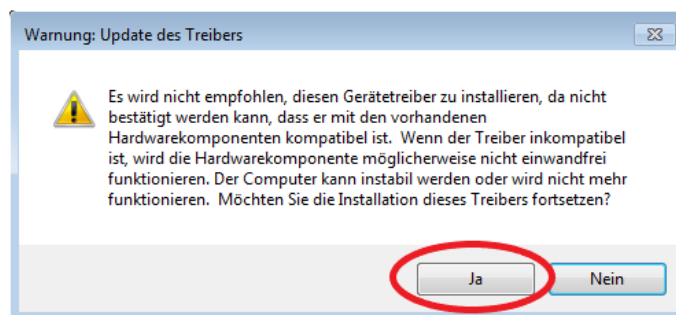 Warnung: Update des Treibers
Es wird nicht empfohlen, diesen Gerätetreiber zu installieren, da nicht
bestätigt werden kann, dass er mit den vorhandenen
Hardwarekomponenten kompatibel ist.  Wenn der Treiber inkompatibel
ist, wird die Hardwarekomponente möglicherweise nicht einwandfrei
funktionieren. Der Computer kann instabil werden oder wird nicht mehr
funktionieren.  Möchten Sie die Installation dieses Treibers fortsetzen?
Ja
Nein